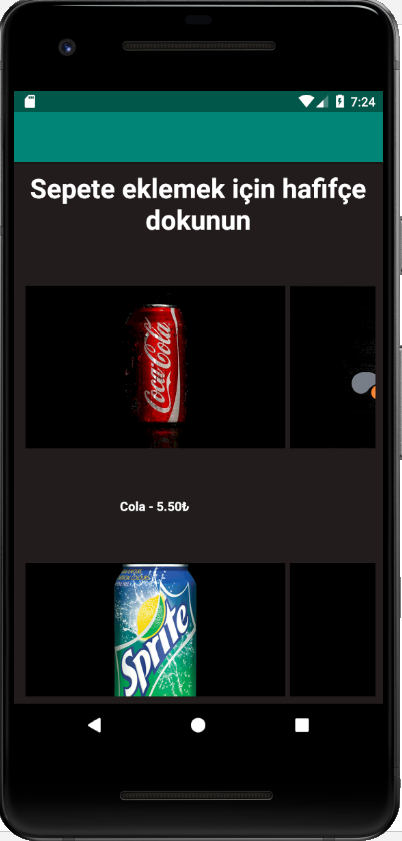 7:24
Sepete eklemek için hafifçe
dokunun
Coca-Cola
Cola - 5.50₺
Sprite